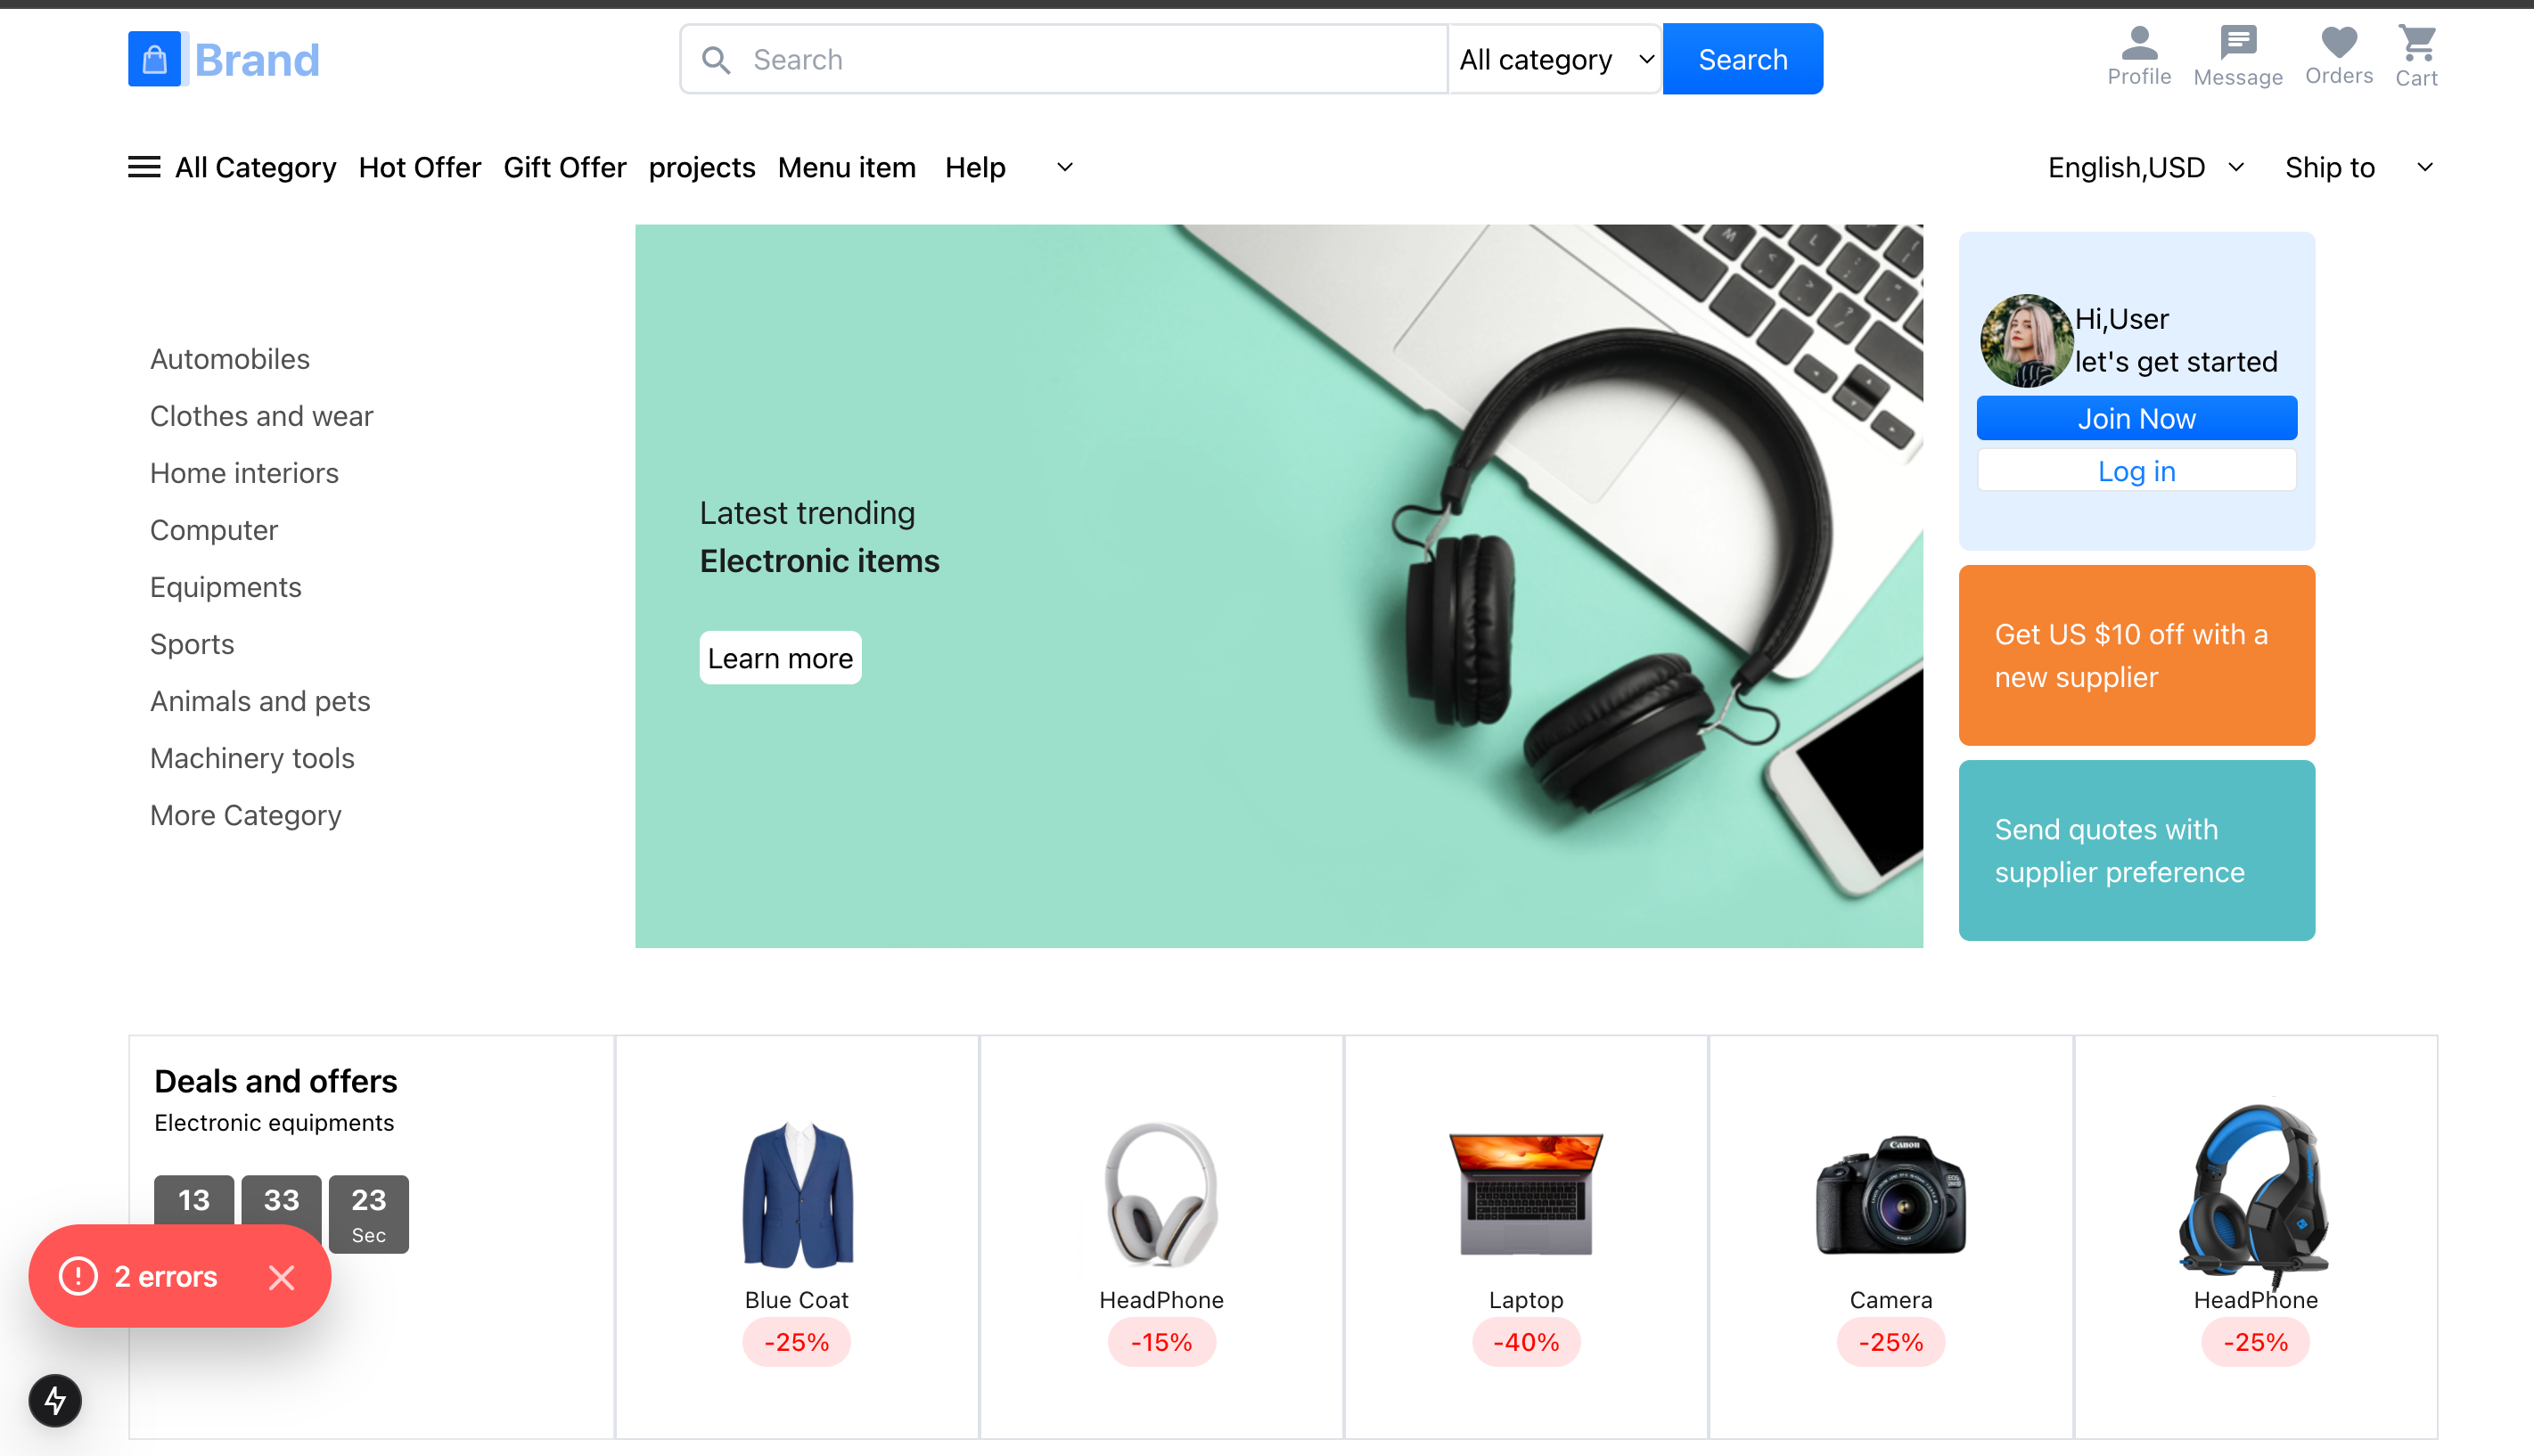 Brand
Search
All category
Search
Profile
Message
Orders
Cart
All Category
Hot Offer
Gift Offer
projects
Menu item
Help
English,USD
Ship to
Automobiles
Clothes and wear
Home interiors
Computer
Equipments
Sports
Animals and pets
Machinery tools
More Category
Latest trending
Electronic items
Learn more
Hi,User
let's get started
Join Now
Log in
Get US $10 off with a
new supplier
Send quotes with
supplier preference
Deals and offers
Electronic equipments
13
33
23
Sec
2 errors
Blue Coat
-25%
HeadPhone
-15%
Laptop
-40%
Canon
Camera
-25%
HeadPhone
-25%